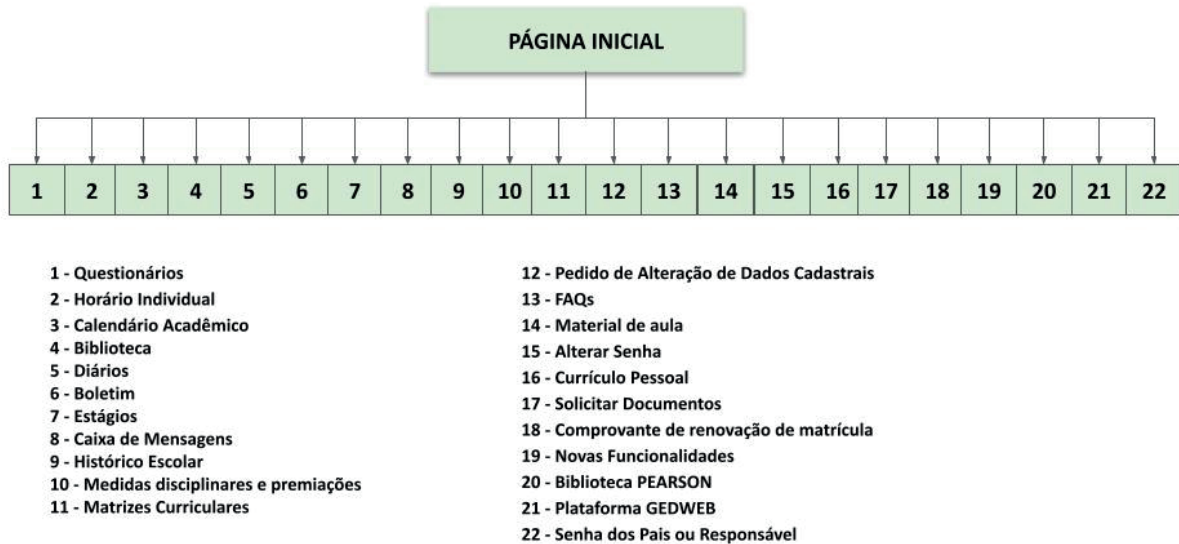 PÁGINA INICIAL
1 2 3 4 5 6 7 8 9 10 11 12 13 14 15 16 17 18 19 20 21 22
1 - Questionários
2 - Horário Individual
3 - Calendário Acadêmico
4 - Biblioteca
5 - Diários
6 - Boletim
7 - Estágios
8 - Caixa de Mensagens
9 - Histórico Escolar
10 - Medidas disciplinares e premiações
11 - Matrizes Curriculares
12 - Pedido de Alteração de Dados Cadastrais
13 - FAQs
14 - Material de aula
15 - Alterar Senha
16 - Currículo Pessoal
17 - Solicitar Documentos
18 - Comprovante de renovação de matrícula
19 - Novas Funcionalidades
20 - Biblioteca PEARSON
21 - Plataforma GEDWEB
22 - Senha dos Pais ou Responsável